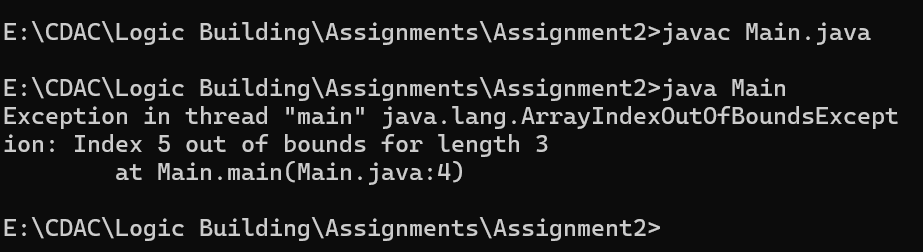 E:\CDAC\Logic Building\Assignments\Assignment2>javac Main.java
E:\CDAC\Logic Building\Assignments\Assignment2>java Main
Exception in thread "main" java.lang.ArrayIndexOutOfBoundsExcept
ion: Index 5 out of bounds for length 3
        at Main.main(Main.java:4)
E:\CDAC\Logic Building\Assignments\Assignment2>